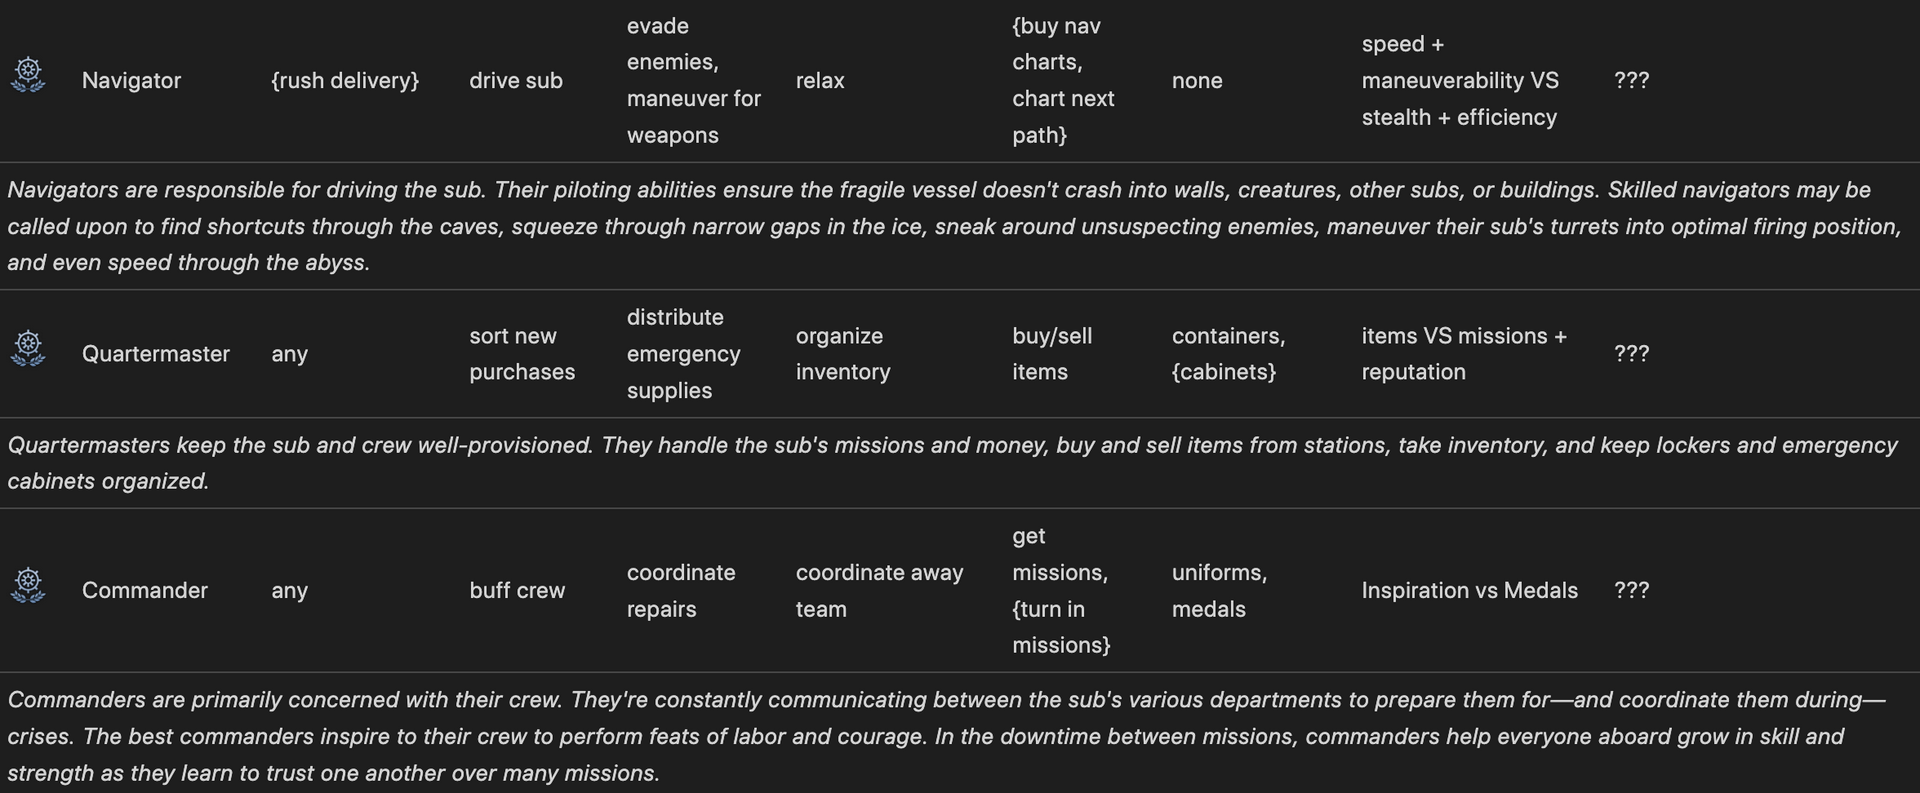 Navigator
{rush delivery}
drive sub
evade
enemies,
maneuver for
weapons
relax
{buy nav
charts,
chart next
path}
none
speed +
maneuverability VS
stealth + efficiency
???
Navigators are responsible for driving the sub. Their piloting abilities ensure the fragile vessel doesn't crash into walls, creatures, other subs, or buildings. Skilled navigators may be
called upon to find shortcuts through the caves, squeeze through narrow gaps in the ice, sneak around unsuspecting enemies, maneuver their sub's turrets into optimal firing position,
and even speed through the abyss.
Quartermaster
any
sort new
purchases
distribute
emergency
supplies
organize
inventory
buy/sell
items
containers,
{cabinets}
items VS missions +
reputation
???
Quartermasters keep the sub and crew well-provisioned. They handle the sub's missions and money, buy and sell items from stations, take inventory, and keep lockers and emergency
cabinets organized.
Commander
any
buff crew
coordinate
repairs
coordinate away
team
get
missions,
{turn in
missions}
uniforms,
medals
Inspiration vs Medals
???
Commanders are primarily concerned with their crew. They're constantly communicating between the sub's various departments to prepare them for—and coordinate them during—
crises. The best commanders inspire to their crew to perform feats of labor and courage. In the downtime between missions, commanders help everyone aboard grow in skill and
strength as they learn to trust one another over many missions.